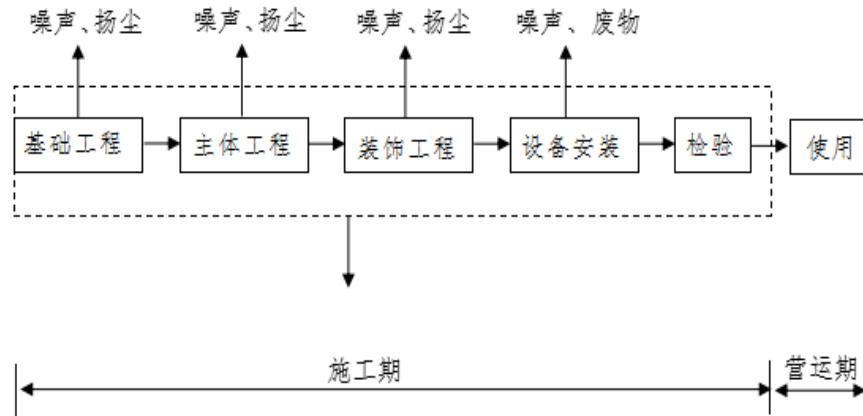 噪声、扬尘 噪声、扬尘 噪声、扬尘 噪声、废物
基础工程 主体工程 装饰工程 设备安装 检验 使用
施工期 营运期